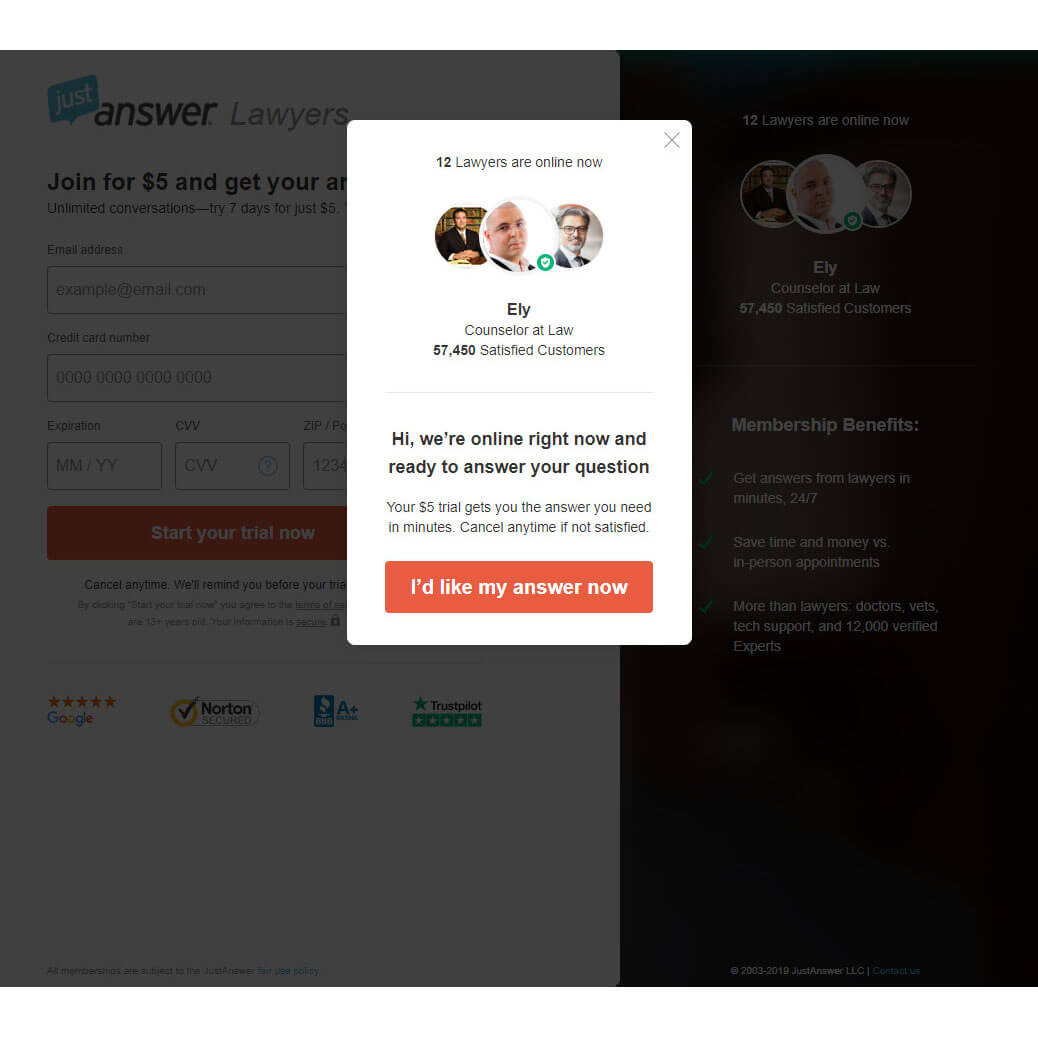 just
answer Lawyers
Join for $5 and get your an
Unlimited conversations—try 7 days for just $5.
Email address
example@email.com
Credit card number
0000 0000 0000 0000
Expiration
CVV
ZIP / Po
MM / YY
CVV
?
1234
Start your trial now
Cancel anytime. We'll remind you before your tria
By clicking "Start your trial now" you agree to the terms of se
are 13+ years old. Your information is secure.
Google
Norton
SECURED
BBB
A+
RATING
Trustpilot
All memberships are subject to the JustAnswer fair use policy.
12 Lawyers are online now
Ely
Counselor at Law
57,450 Satisfied Customers
Hi, we’re online right now and
ready to answer your question
Your $5 trial gets you the answer you need
in minutes. Cancel anytime if not satisfied.
I’d like my answer now
12 Lawyers are online now
Ely
Counselor at Law
57,450 Satisfied Customers
Membership Benefits:
Get answers from lawyers in
minutes, 24/7
Save time and money vs.
in-person appointments
More than lawyers: doctors, vets,
tech support, and 12,000 verified
Experts
© 2003-2019 JustAnswer LLC | Contact us